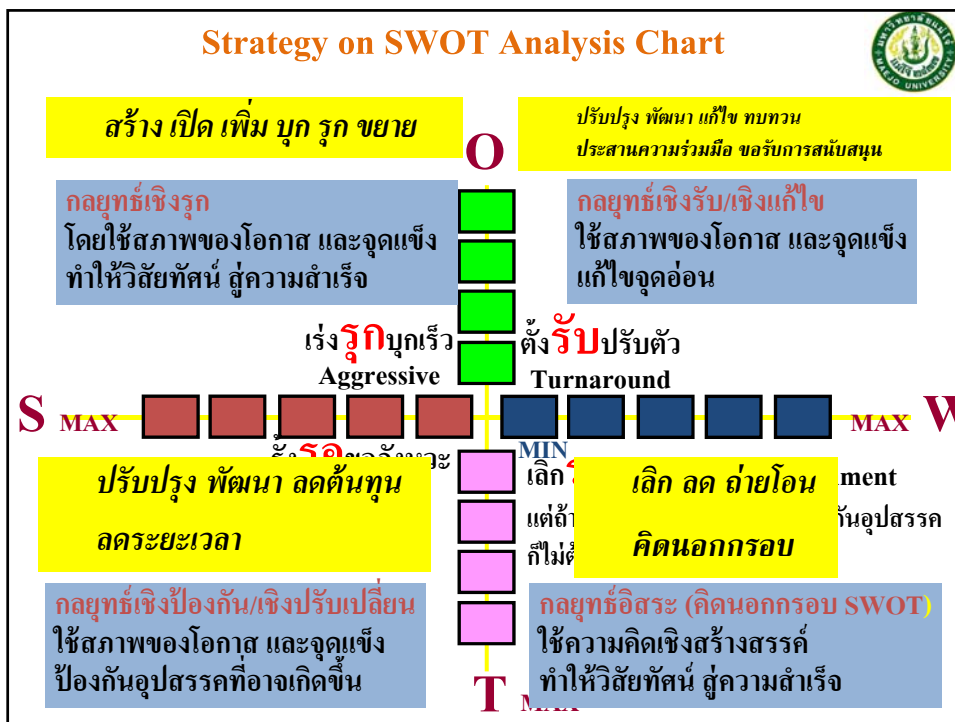 Strategy on SWOT Analysis Chart
มหาวิทยาลัยแม่โจ้
MAEJO UNIVERSITY
สร้าง เปิด เพิ่ม บุก รุก ขยาย
ปรับปรุง พัฒนา แก้ไข ทบทวน
ประสานความร่วมมือ ขอรับการสนับสนุน
O
กลยุทธ์เชิงรุก
โดยใช้สภาพของโอกาส และจุดแข็ง
ทำให้วิสัยทัศน์ สู่ความสำเร็จ
กลยุทธ์เชิงรับ/เชิงแก้ไข
ใช้สภาพของโอกาส และจุดแข็ง
แก้ไขจุดอ่อน
เร่งรุกบุกเร็ว
Aggressive
ตั้งรับปรับตัว
Turnaround
S MAX
MAX W
MIN
เลิก
ment
แต่ถ้า
กันอุปสรรค
ปรับปรุง พัฒนา ลดต้นทุน
ลดระยะเวลา
เลิก ลด ถ่ายโอน
คิดนอกกรอบ
กลยุทธ์เชิงป้องกัน/เชิงปรับเปลี่ยน
ใช้สภาพของโอกาส และจุดแข็ง
ป้องกันอุปสรรคที่อาจเกิดขึ้น
กลยุทธ์อิสระ (คิดนอกกรอบ SWOT)
ใช้ความคิดเชิงสร้างสรรค์
ทำให้วิสัยทัศน์ สู่ความสำเร็จ
T MAX